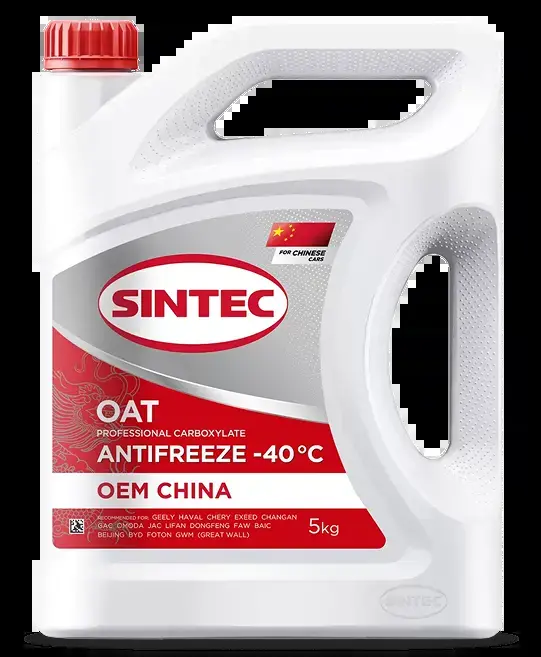 FOR CHINESE
CARS
SINTEC
OAT
PROFESSIONAL CARBOXYLATE
ANTIFREEZE -40°C
OEM CHINA
RECOMMENDED FOR: GEELY HAVAL CHERY EXEED CHANGAN
GAC OMODA JAC LIFAN DONGFENG FAW BAIC
BEIJING BYD FOTON GWM (GREAT WALL)
5kg
SINTEC